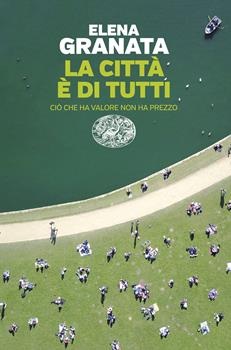 ELENA
GRANATA
LA CITTÀ
È DI TUTTI
CIÒ CHE HA VALORE NON HA PREZZO